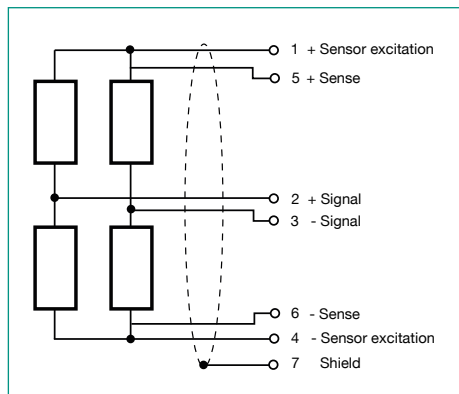 1 + Sensor excitation
5 + Sense
2 + Signal
3 - Signal
6 - Sense
4 - Sensor excitation
7 Shield